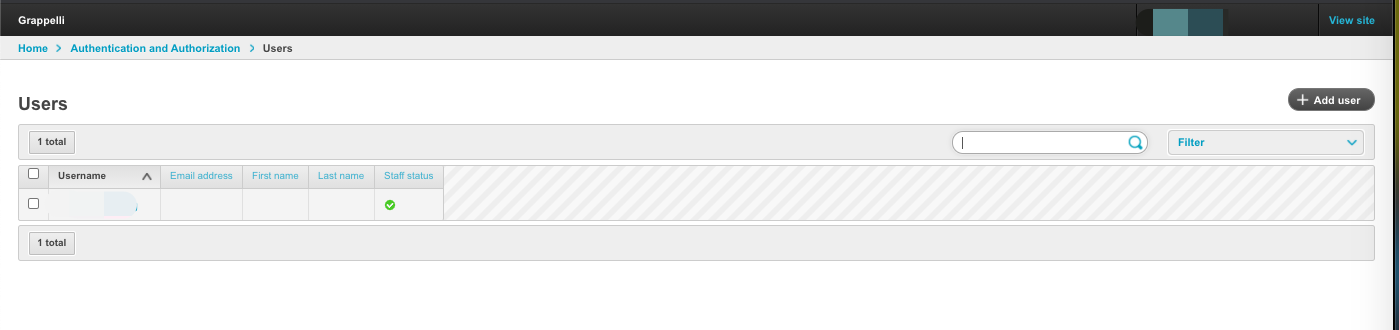 Grappelli
View site
Home > Authentication and Authorization > Users
Users
+ Add user
1 total
Filter
Username Email address First name Last name Staff status
1 total